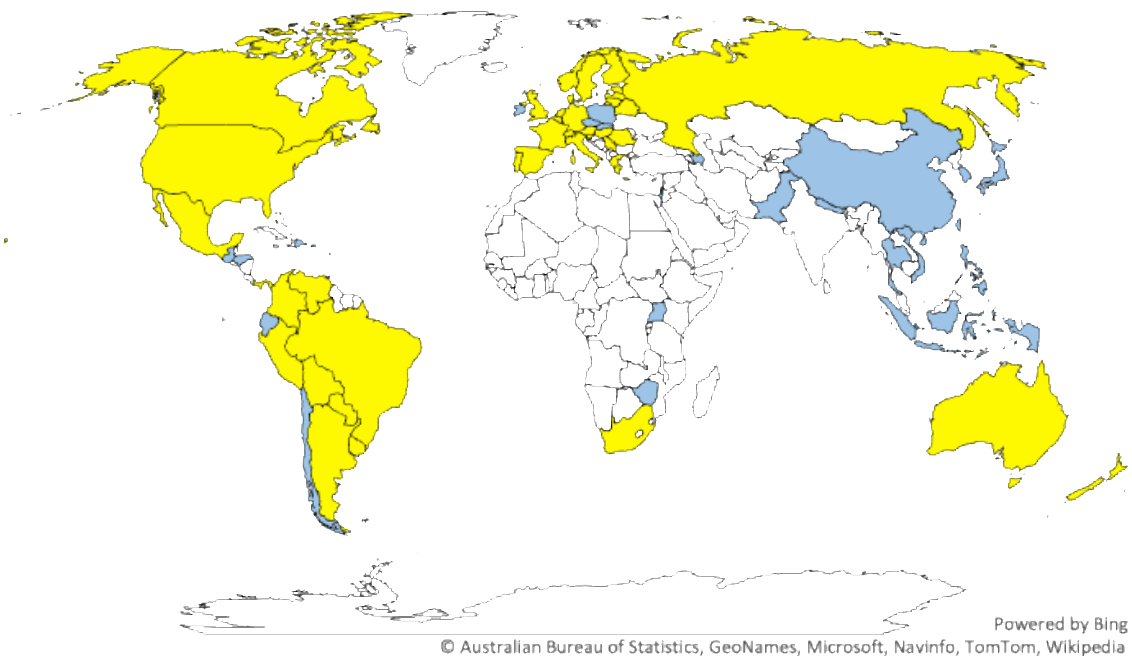 Powered by Bing
© Australian Bureau of Statistics, GeoNames, Microsoft, Navinfo, TomTom, Wikipedia